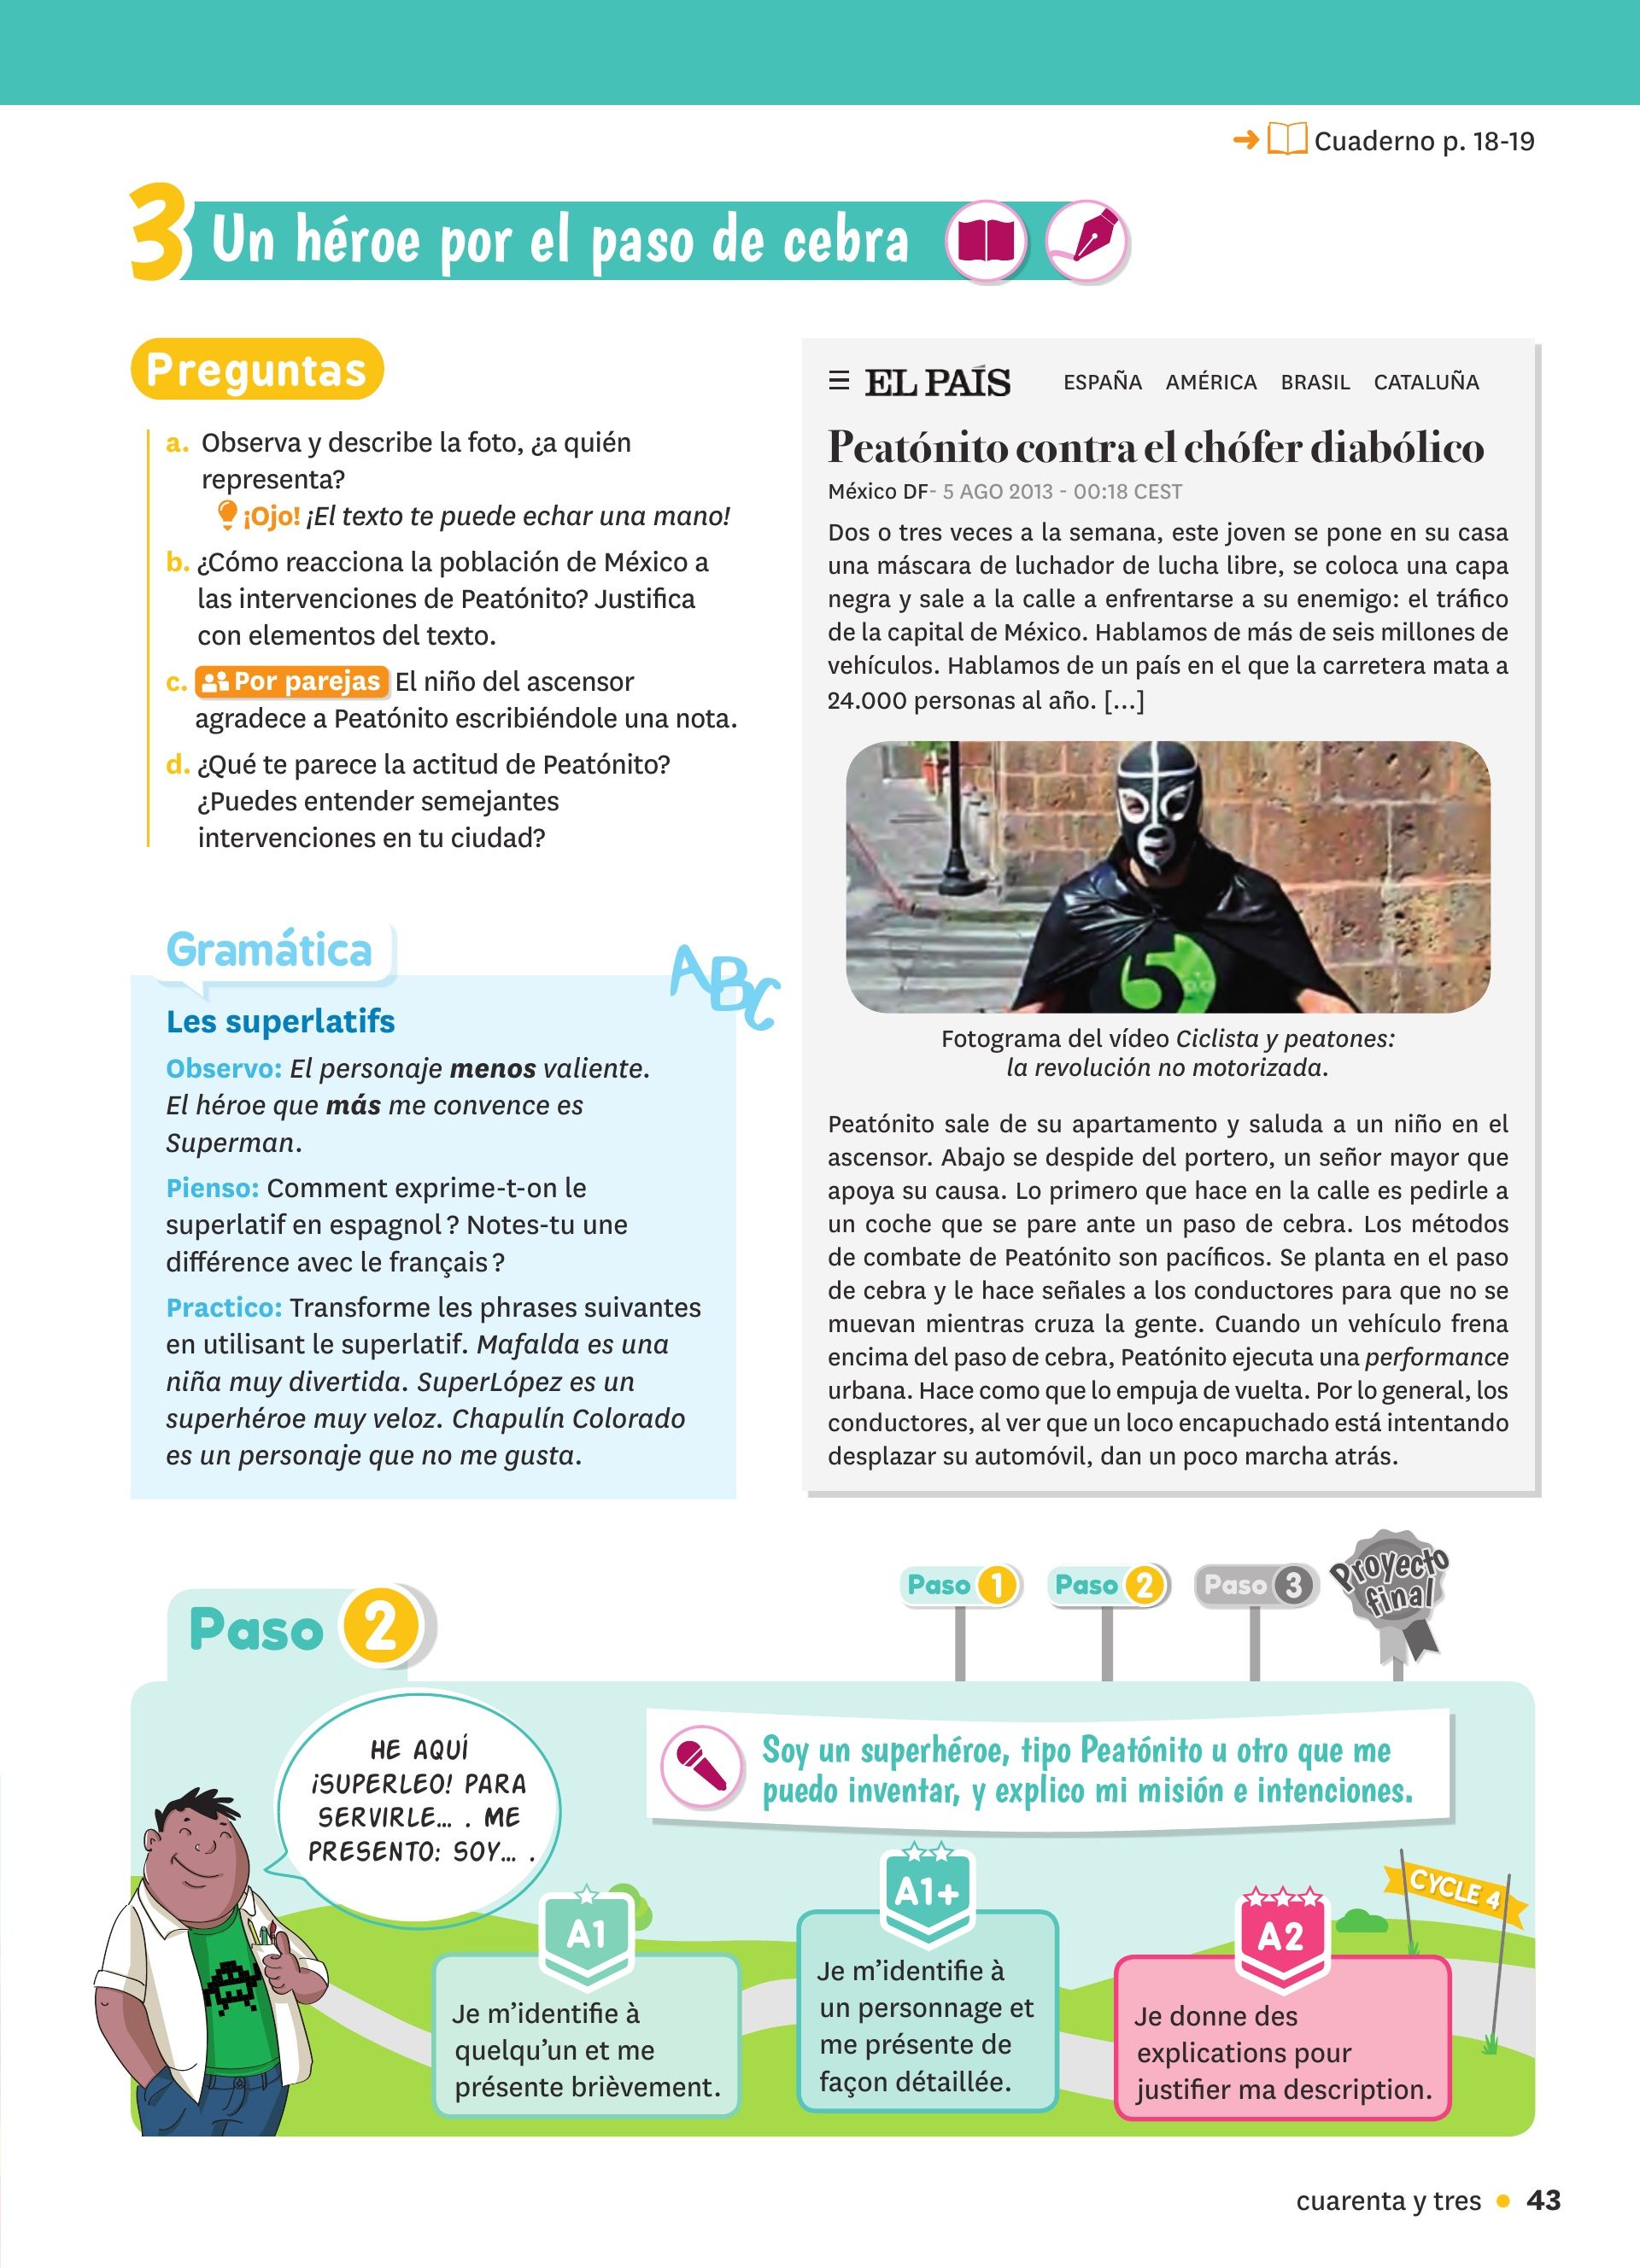 Cuaderno p. 18-19
3 Un héroe por el paso de cebra
Preguntas
a. Observa y describe la foto, ¿a quién
representa?
¡Ojo! ¡El texto te puede echar una mano!
b. ¿Cómo reacciona la población de México a
las intervenciones de Peatónito? Justifica
con elementos del texto.
c. Por parejas El niño del ascensor
agradece a Peatónito escribiéndole una nota.
d. ¿Qué te parece la actitud de Peatónito?
¿Puedes entender semejantes
intervenciones en tu ciudad?
Gramática
ABC
Les superlatifs
Observo: El personaje menos valiente.
El héroe que más me convence es
Superman.
Pienso: Comment exprime-t-on le
superlatif en espagnol ? Notes-tu une
différence avec le français ?
Practico: Transforme les phrases suivantes
en utilisant le superlatif. Mafalda es una
niña muy divertida. SuperLópez es un
superhéroe muy veloz. Chapulín Colorado
es un personaje que no me gusta.
EL PAÍS ESPAÑA AMÉRICA BRASIL CATALUÑA
Peatónito contra el chófer diabólico
México DF- 5 AGO 2013 - 00:18 CEST
Dos o tres veces a la semana, este joven se pone en su casa
una máscara de luchador de lucha libre, se coloca una capa
negra y sale a la calle a enfrentarse a su enemigo: el tráfico
de la capital de México. Hablamos de más de seis millones de
vehículos. Hablamos de un país en el que la carretera mata a
24.000 personas al año. [...]
Fotograma del vídeo Ciclista y peatones:
la revolución no motorizada.
Peatónito sale de su apartamento y saluda a un niño en el
ascensor. Abajo se despide del portero, un señor mayor que
apoya su causa. Lo primero que hace en la calle es pedirle a
un coche que se pare ante un paso de cebra. Los métodos
de combate de Peatónito son pacíficos. Se planta en el paso
de cebra y le hace señales a los conductores para que no se
muevan mientras cruza la gente. Cuando un vehículo frena
encima del paso de cebra, Peatónito ejecuta una performance
urbana. Hace como que lo empuja de vuelta. Por lo general, los
conductores, al ver que un loco encapuchado está intentando
desplazar su automóvil, dan un poco marcha atrás.
Paso 1 Paso 2 Paso 3 Proyecto
final
Paso 2
HE AQUÍ
¡SUPERLEO! PARA
SERVIRLE... . ME
PRESENTO: SOY... .
Soy un superhéroe, tipo Peatónito u otro que me
puedo inventar, y explico mi misión e intenciones.
A1
Je m'identifie à
quelqu'un et me
présente brièvement.
A1+
Je m'identifie à
un personnage et
me présente de
façon détaillée.
A2
Je donne des
explications pour
justifier ma description.
CYCLE 4
cuarenta y tres • 43